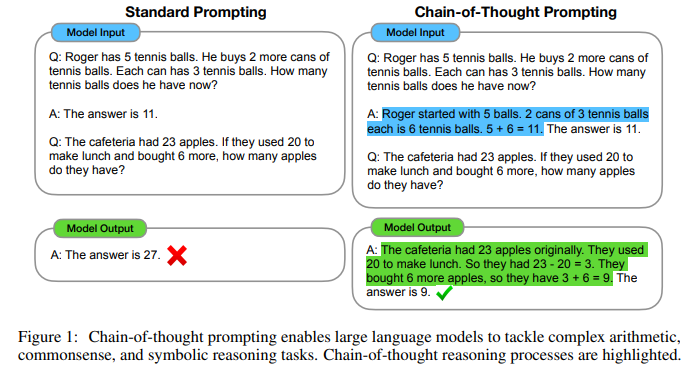 Standard Prompting
Model Input
Q: Roger has 5 tennis balls. He buys 2 more cans of
tennis balls. Each can has 3 tennis balls. How many
tennis balls does he have now?
A: The answer is 11.
Q: The cafeteria had 23 apples. If they used 20 to
make lunch and bought 6 more, how many apples
do they have?
Model Output
A: The answer is 27.
Chain-of-Thought Prompting
Model Input
Q: Roger has 5 tennis balls. He buys 2 more cans of
tennis balls. Each can has 3 tennis balls. How many
tennis balls does he have now?
A: Roger started with 5 balls. 2 cans of 3 tennis balls
each is 6 tennis balls. 5 + 6 = 11. The answer is 11.
Q: The cafeteria had 23 apples. If they used 20 to
make lunch and bought 6 more, how many apples
do they have?
Model Output
A: The cafeteria had 23 apples originally. They used
20 to make lunch. So they had 23 - 20 = 3. They
bought 6 more apples, so they have 3 + 6 = 9. The
answer is 9.
Figure 1: Chain-of-thought prompting enables large language models to tackle complex arithmetic,
commonsense, and symbolic reasoning tasks. Chain-of-thought reasoning processes are highlighted.